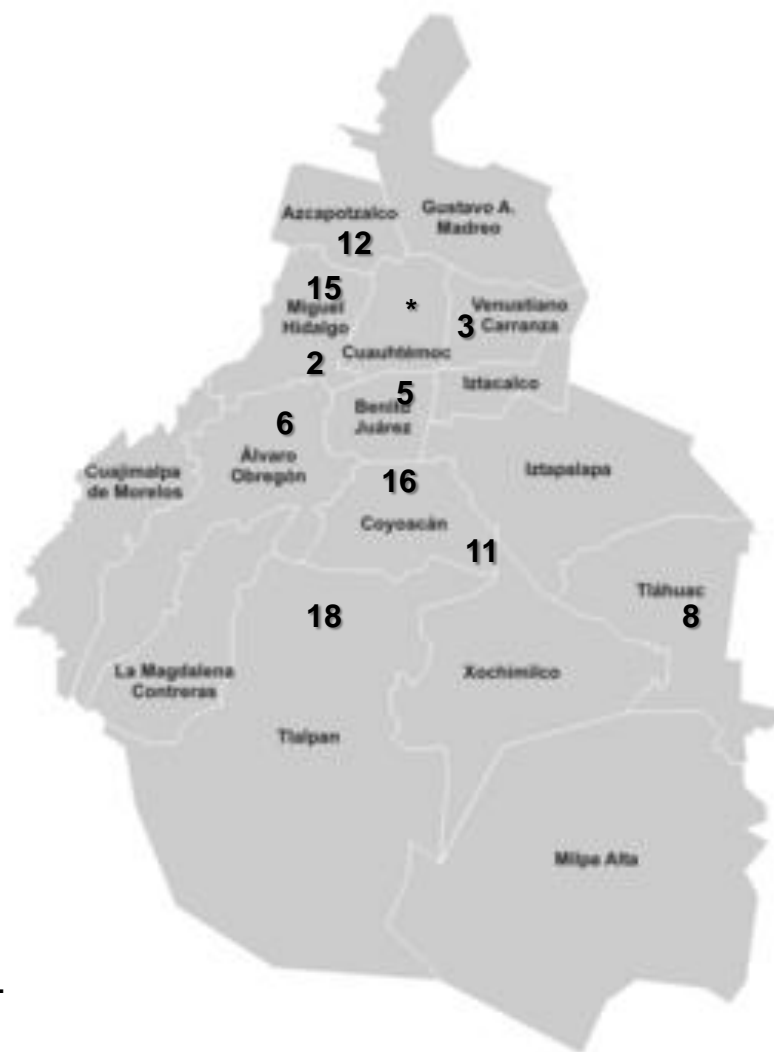 Azcapotzalco
12
Gustavo A.
Madreo
15
Miguel
Hidalgo
2
*
Cuauhtémoc
3
Venustiano
Carranza
Iztacalco
5
Benito
Juárez
6
Álvaro
Obregón
Cuajimalpa
de Morelos
16
Coyoacán
11
Iztapalapa
Tláhuac
8
18
La Magdalena
Contreras
Xochimilco
Tlalpan
Milpa Alta
.